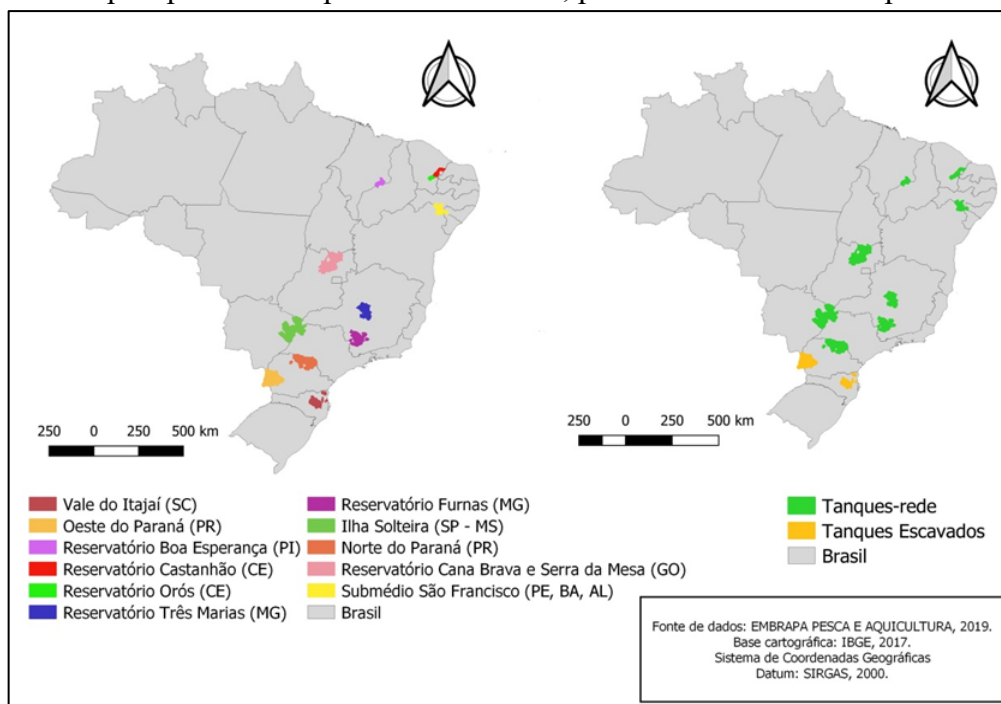 250 0 250 500 km
250 0 250 500 km
Vale do Itajaí (SC)
Oeste do Paraná (PR)
Reservatório Boa Esperança (PI)
Reservatório Castanhão (CE)
Reservatório Orós (CE)
Reservatório Três Marias (MG)
Reservatório Furnas (MG)
Ilha Solteira (SP - MS)
Norte do Paraná (PR)
Reservatório Cana Brava e Serra da Mesa (GO)
Submédio São Francisco (PE, BA, AL)
Brasil
Tanques-rede
Tanques Escavados
Brasil
Fonte de dados: EMBRAPA PESCA E AQUICULTURA, 2019.
Base cartográfica: IBGE, 2017.
Sistema de Coordenadas Geográficas
Datum: SIRGAS, 2000.